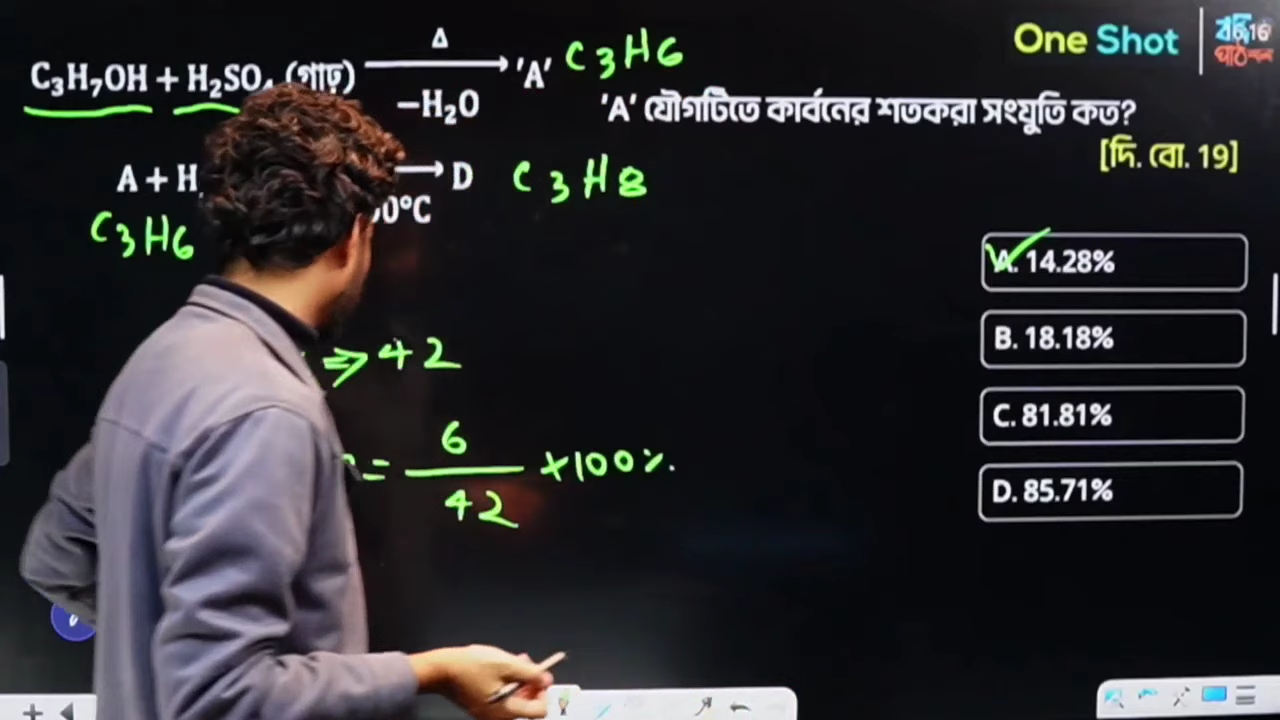 One Shot
C₃H₇OH + H₂SO₄ (গাঢ়) Δ −H₂O 'A' C₃H₆
'A' যৌগটিতে কার্বনের শতকরা সংযুতি কত?
[দি. বো. 19]
A + H D C₃H₈
0°C
C₃H₆
A. 14.28%
B. 18.18%
C. 81.81%
D. 85.71%
⇒ 42
= 6/42 × 100%